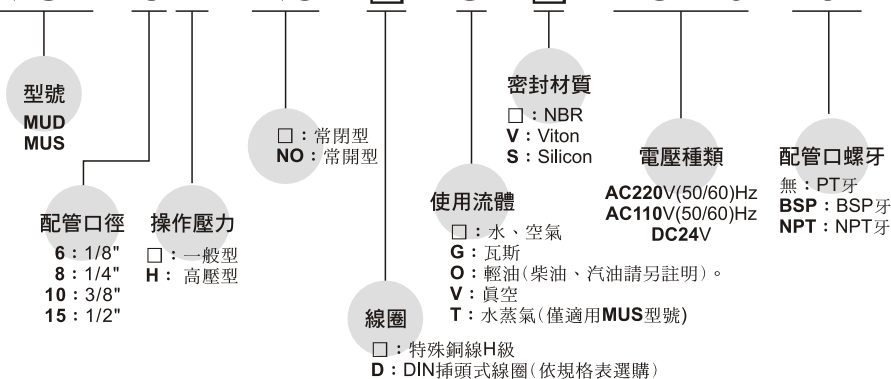 型號
MUD
MUS
配管口徑
6：1/8"
8：1/4"
10：3/8"
15：1/2"
操作壓力
□：一般型
H：高壓型
□：常閉型
NO：常開型
線圈
□：特殊銅線H級
D：DIN插頭式線圈(依規格表選購)
使用流體
□：水、空氣
G：瓦斯
O：輕油(柴油、汽油請另註明)。
V：眞空
T：水蒸氣(僅適用MUS型號)
密封材質
□：NBR
V：Viton
S：Silicon
電壓種類
AC220V(50/60)Hz
AC110V(50/60)Hz
DC24V
配管口螺牙
無：PT牙
BSP：BSP牙
NPT：NPT牙